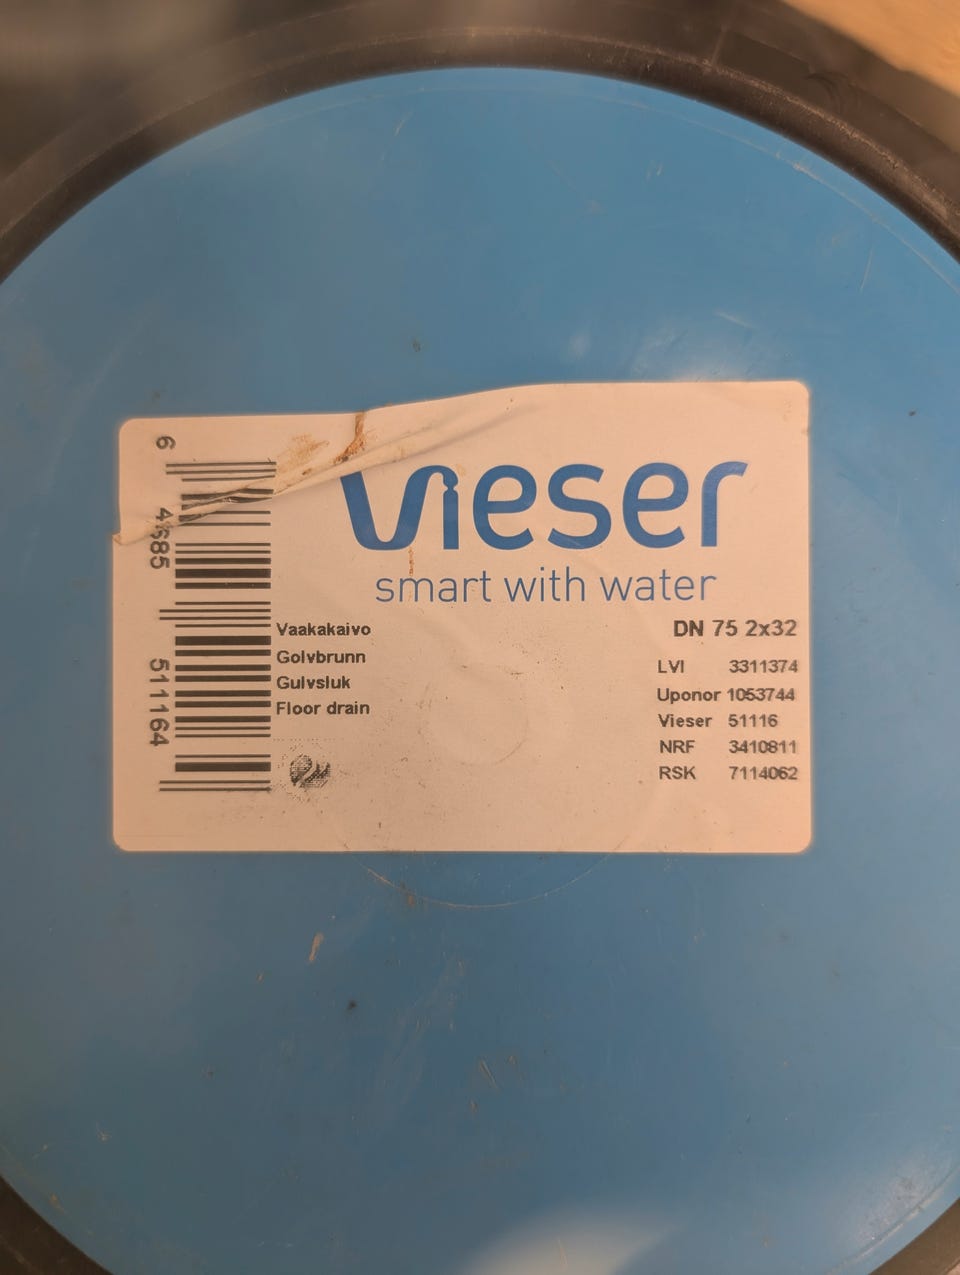 vieser
smart with water
Vaakakaivo
Golvbrunn
Gulvsluk
Floor drain
DN 75 2x32
LVI 3311374
Uponor 1053744
Vieser 51116
NRF 3410811
RSK 7114062
6
511164